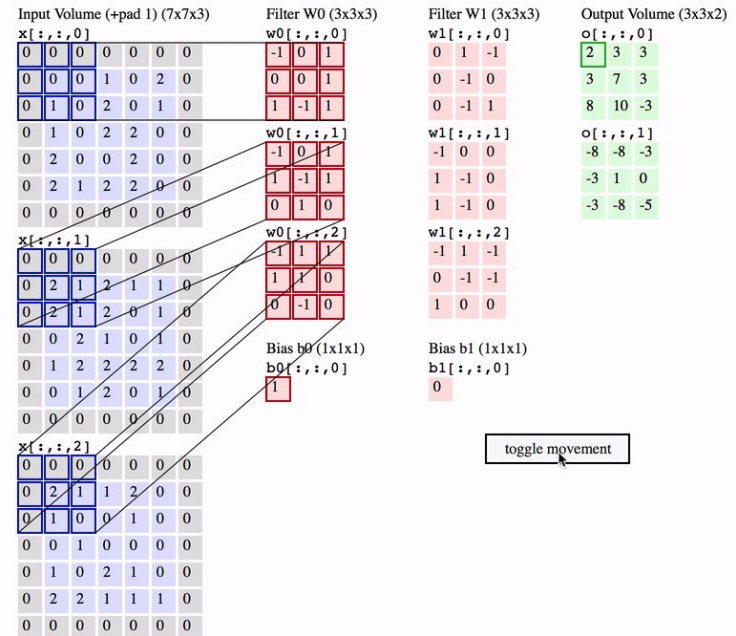 Input Volume (+pad 1) (7x7x3)
x[:,:,0]
0 0 0 0 0 0 0
0 0 0 1 0 2 0
0 1 0 2 0 1 0
0 1 0 2 2 0 0
0 2 0 0 2 0 0
0 2 1 2 2 0 0
0 0 0 0 0 0 0
x[:,:,1]
0 0 0 0 0 0 0
0 2 1 2 1 1 0
0 2 1 2 0 1 0
0 0 2 1 0 1 0
0 1 2 2 2 2 0
0 0 1 2 0 1 0
0 0 0 0 0 0 0
x[:,:,2]
0 0 0 0 0 0 0
0 2 1 1 2 0 0
0 1 0 0 1 0 0
0 0 1 0 0 0 0
0 1 0 2 1 0 0
0 2 2 1 1 1 0
0 0 0 0 0 0 0
Filter W0 (3x3x3)
w0[:,:,0]
-1 0 1
0 0 1
1 -1 1
w0[:,:,1]
-1 0 1
1 -1 1
0 1 0
w0[:,:,2]
-1 1 1
1 1 0
0 -1 0
Bias b0 (1x1x1)
b0[:,:,0]
1
Filter W1 (3x3x3)
w1[:,:,0]
0 1 -1
0 -1 0
0 -1 1
w1[:,:,1]
-1 0 0
1 -1 0
1 -1 0
w1[:,:,2]
-1 1 -1
0 -1 -1
1 0 0
Bias b1 (1x1x1)
b1[:,:,0]
0
Output Volume (3x3x2)
o[:,:,0]
2 3 3
3 7 3
8 10 -3
o[:,:,1]
-8 -8 -3
-3 1 0
-3 -8 -5
toggle movement